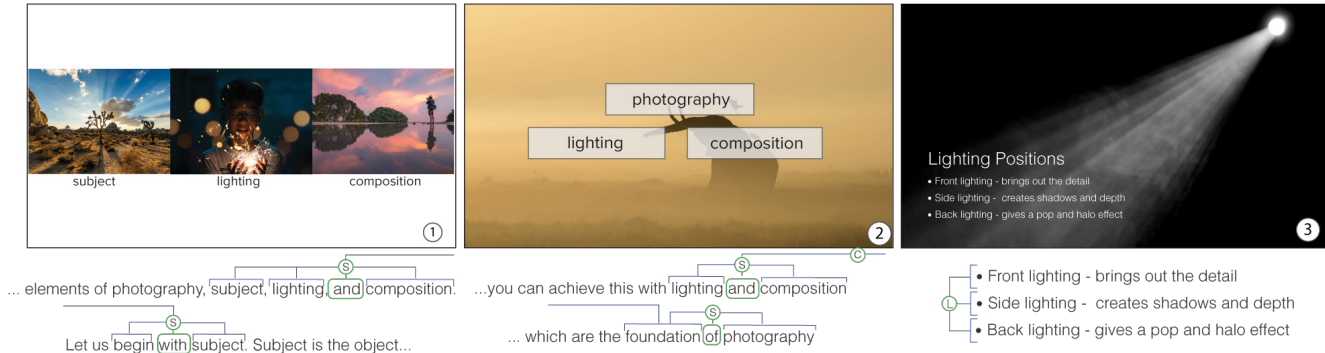 subject
lighting
composition
1
photography
lighting
composition
2
Lighting Positions
• Front lighting - brings out the detail
• Side lighting - creates shadows and depth
• Back lighting - gives a pop and halo effect
3
S
... elements of photography, subject, lighting, and composition.
S
Let us begin with subject. Subject is the object...
C
S
...you can achieve this with lighting and composition
S
... which are the foundation of photography
L
• Front lighting - brings out the detail
• Side lighting - creates shadows and depth
• Back lighting - gives a pop and halo effect